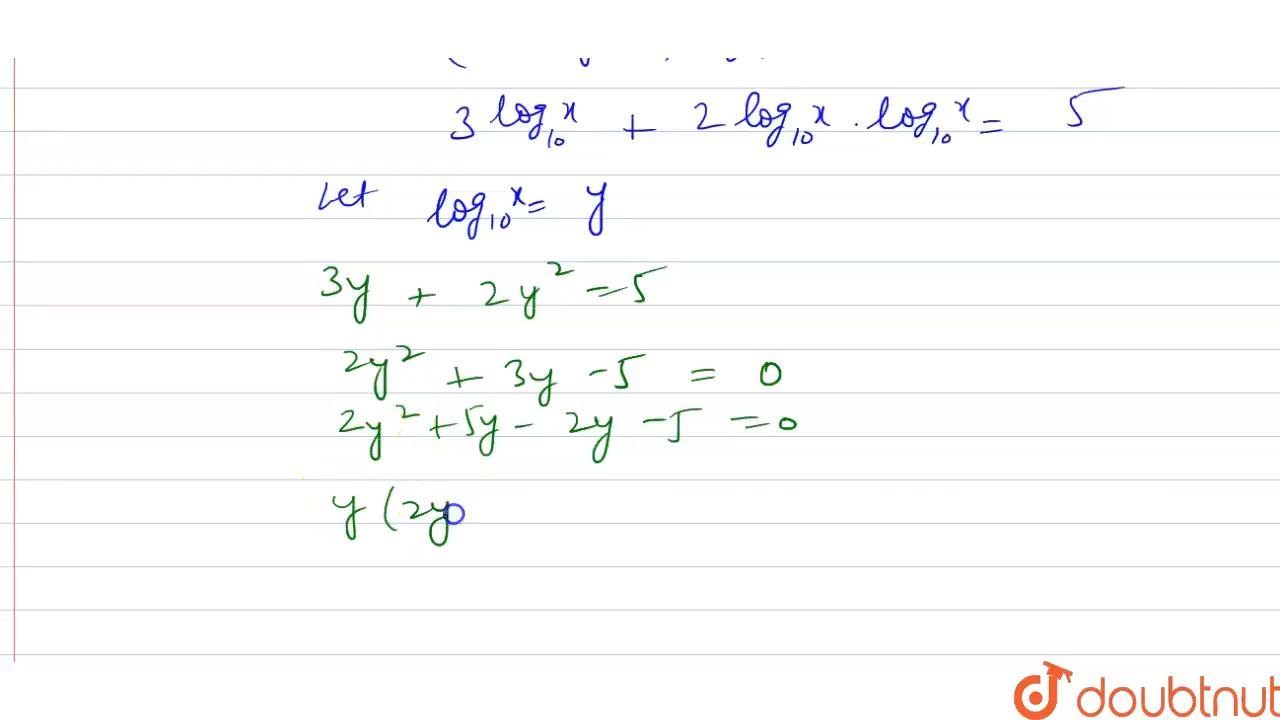 3 log₁₀x + 2 log₁₀x . log₁₀x = 5
Let log₁₀x = y
3y + 2y² = 5
2y² + 3y - 5 = 0
2y² + 5y - 2y - 5 = 0
y (2y
doubtnut